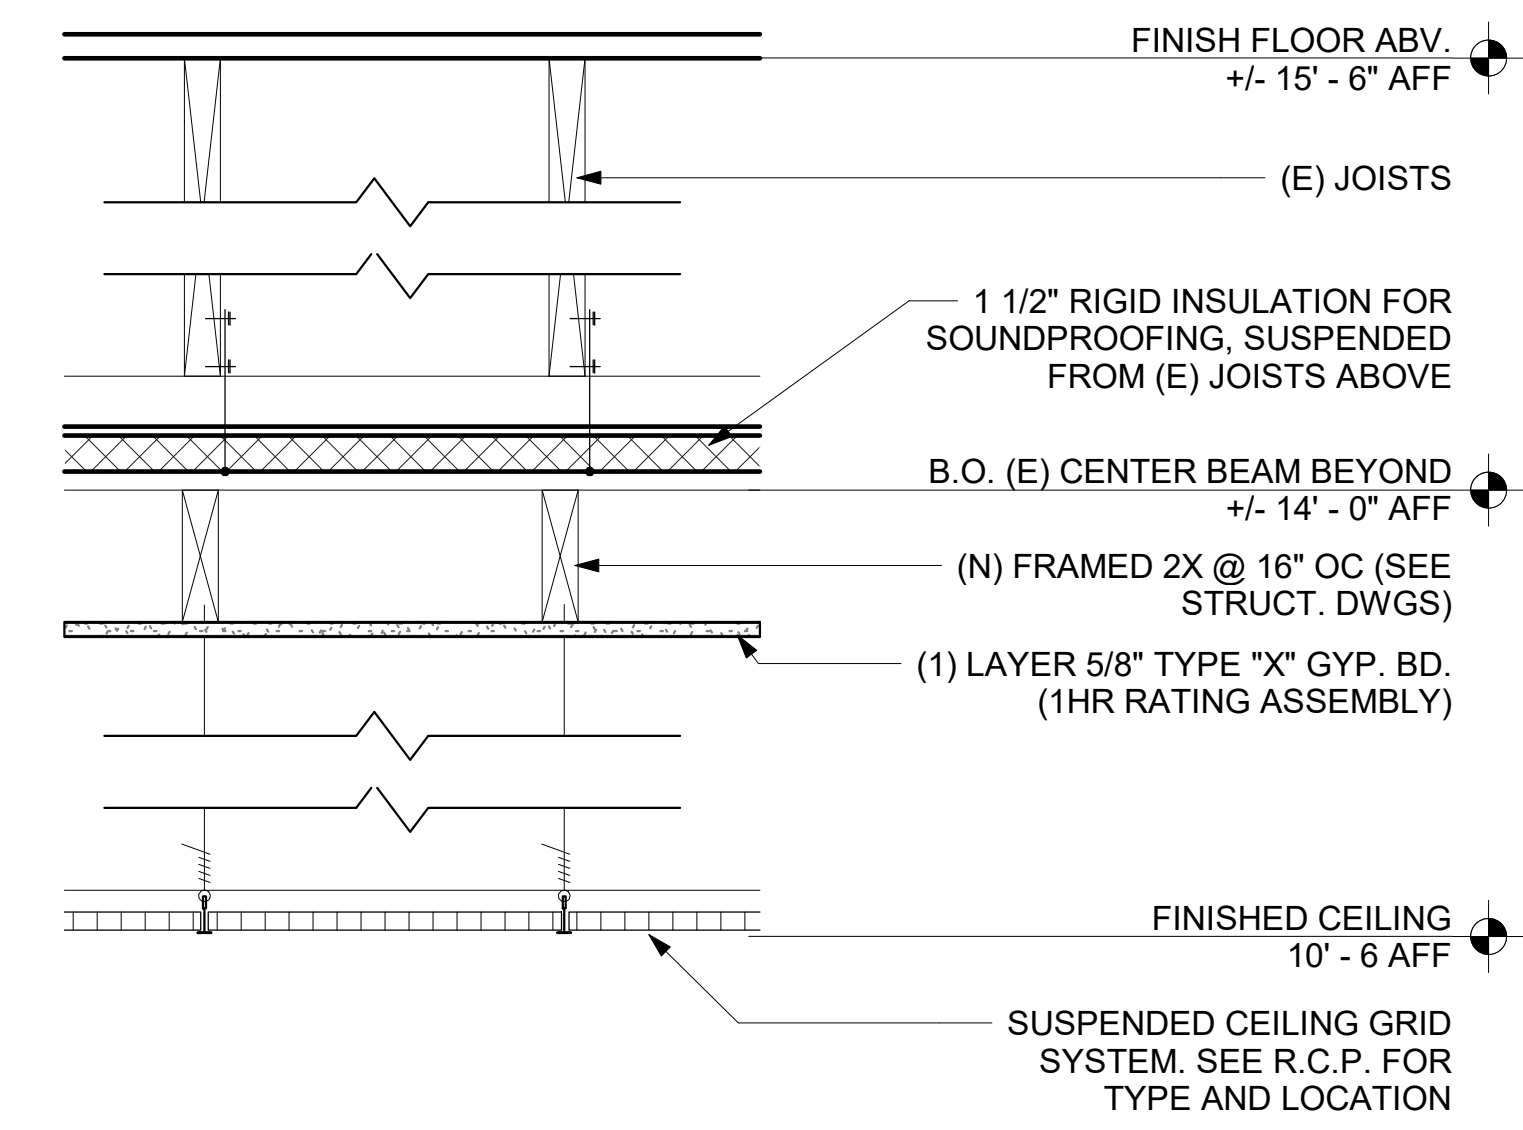 FINISH FLOOR ABV.
+/- 15' - 6" AFF
(E) JOISTS
1 1/2" RIGID INSULATION FOR
SOUNDPROOFING, SUSPENDED
FROM (E) JOISTS ABOVE
B.O. (E) CENTER BEAM BEYOND
+/- 14' - 0" AFF
(N) FRAMED 2X @ 16" OC (SEE
STRUCT. DWGS)
(1) LAYER 5/8" TYPE "X" GYP. BD.
(1HR RATING ASSEMBLY)
FINISHED CEILING
10' - 6 AFF
SUSPENDED CEILING GRID
SYSTEM. SEE R.C.P. FOR
TYPE AND LOCATION